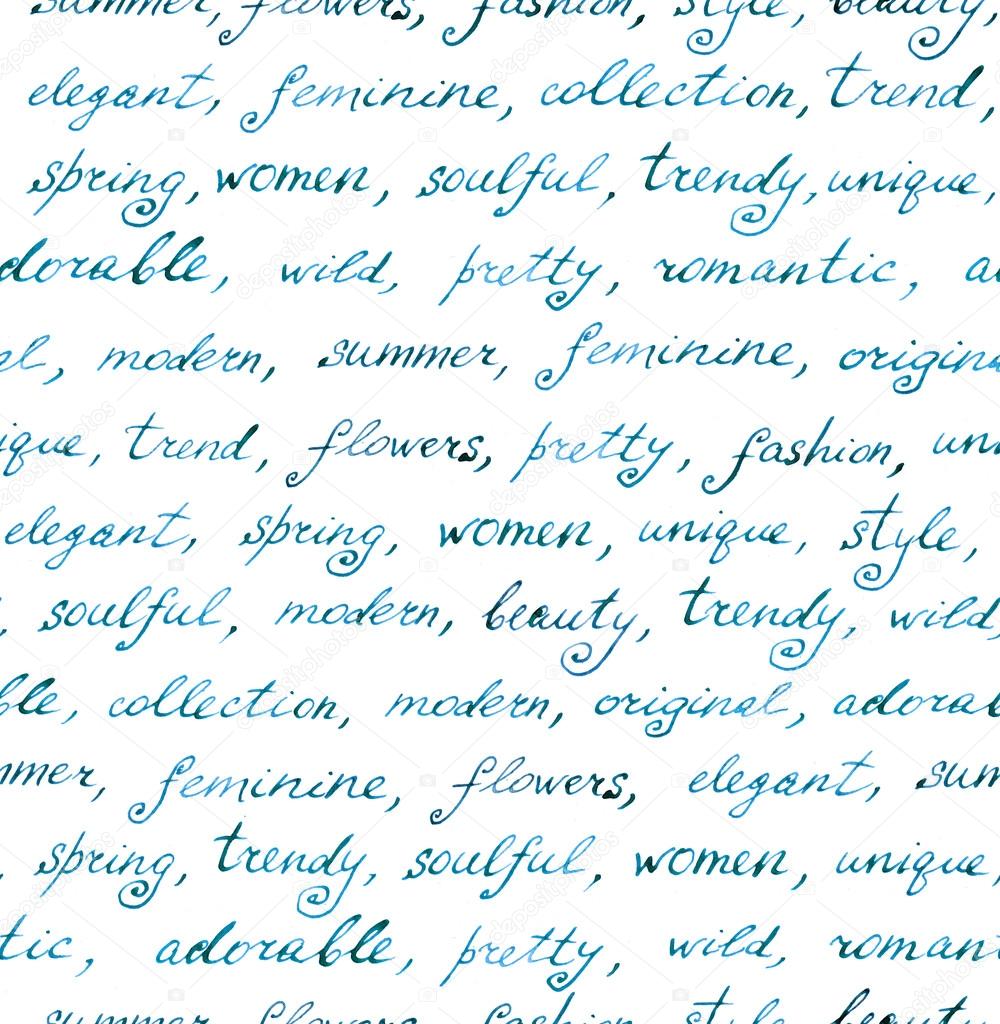 summer, flowers, fashion, style, beauty,
elegant, feminine, collection, trend,
spring, women, soulful, trendy, unique,
dorable, wild, pretty, romantic, a
al, modern, summer, feminine, origina
ique, trend, flowers, pretty, fashion, uni
elegant, spring, women, unique, style,
, soulful, modern, beauty, trendy, wild,
ble, collection, modern, original, adorab
mmer, feminine, flowers, elegant, sum
, spring, trendy, soulful, women, unique,
tic, adorable, pretty, wild, romant
summer, flowers, fashion, style, beauty